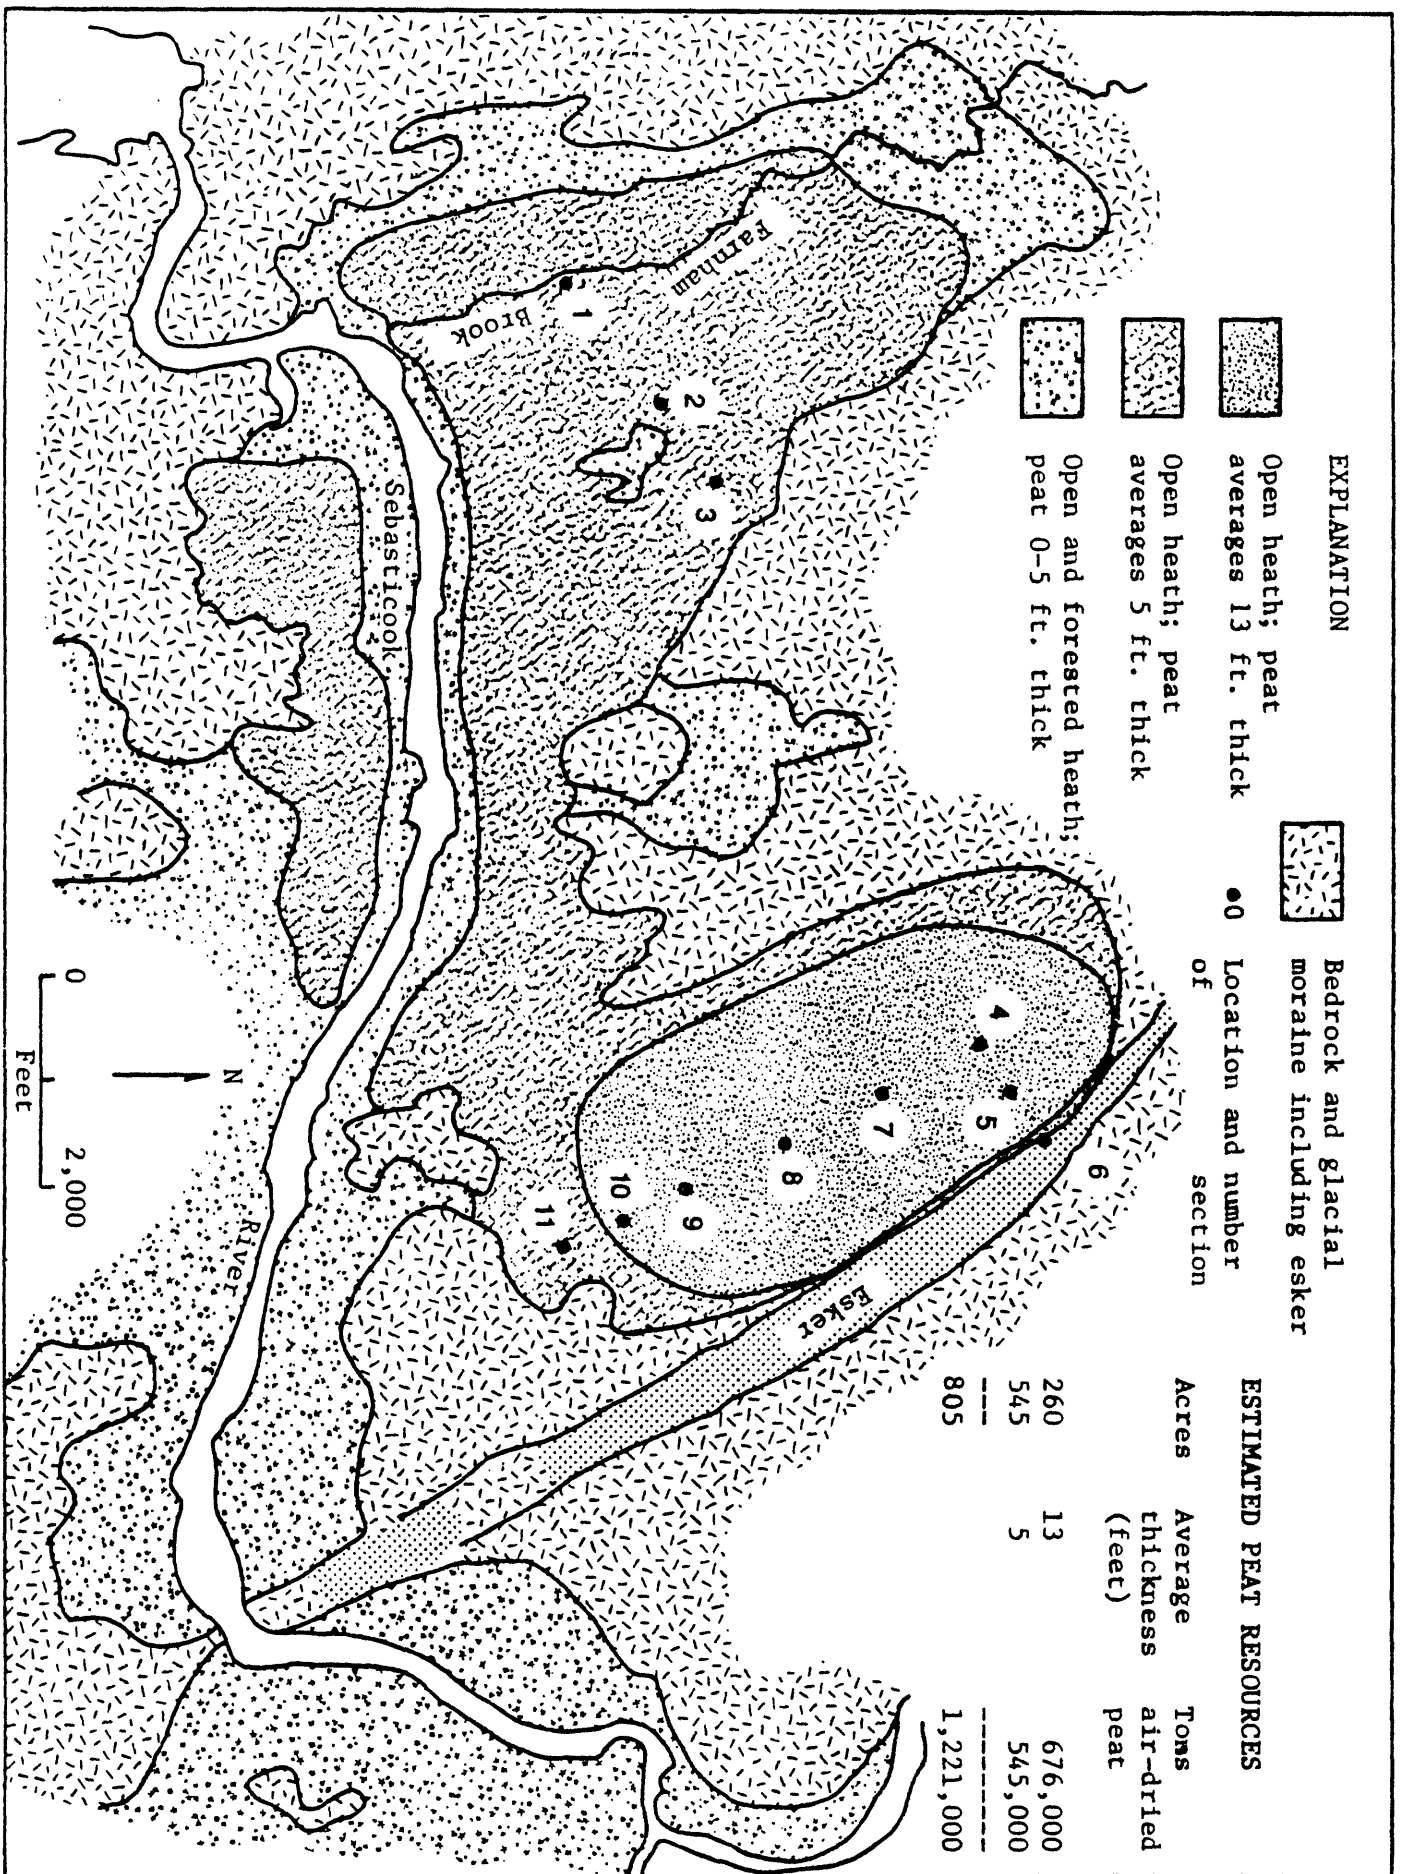 EXPLANATION
Open heath; peat
averages 13 ft. thick
Open heath; peat
averages 5 ft. thick
Open and forested heath;
peat 0-5 ft. thick
Bedrock and glacial
moraine including esker
0 Location and number
of section
ESTIMATED PEAT RESOURCES
Acres Average Tons
thickness air-dried
(feet) peat
260 13 676,000
545 5 545,000
--- ---------
805 1,221,000
Farnham
Brook
1
2
3
4
5
6
7
8
9
10
11
Esker
Sebasticook
River
N
0 2,000
Feet